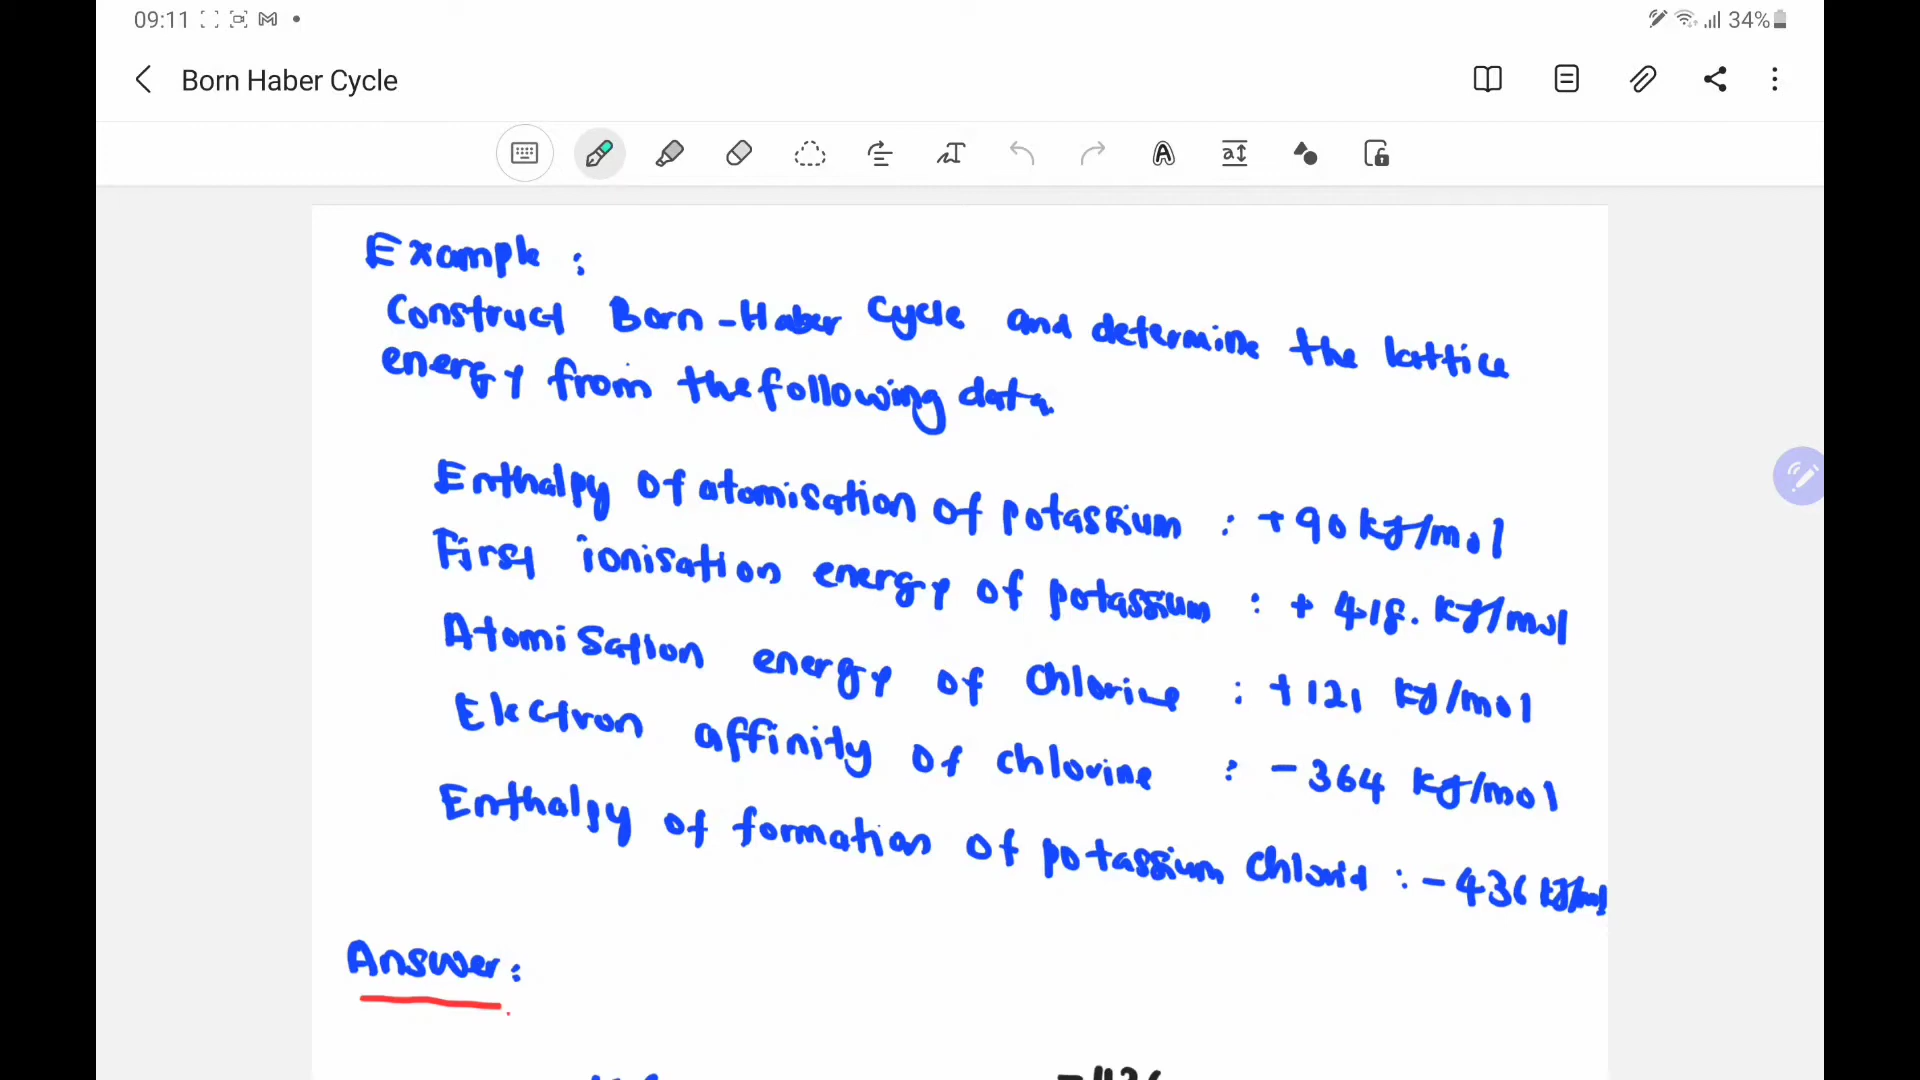 09:11
34%
Born Haber Cycle
Example :
Construct Born-Haber Cycle and determine the lattice
energy from the following data
Enthalpy of atomisation of potassium : +90 kJ/mol
First ionisation energy of potassium : + 418. kJ/mol
Atomisation energy of chlorine : +121 kJ/mol
Electron affinity of chlorine : -364 kJ/mol
Enthalpy of formation of potassium chlorid : -436 kJ/mol
Answer :